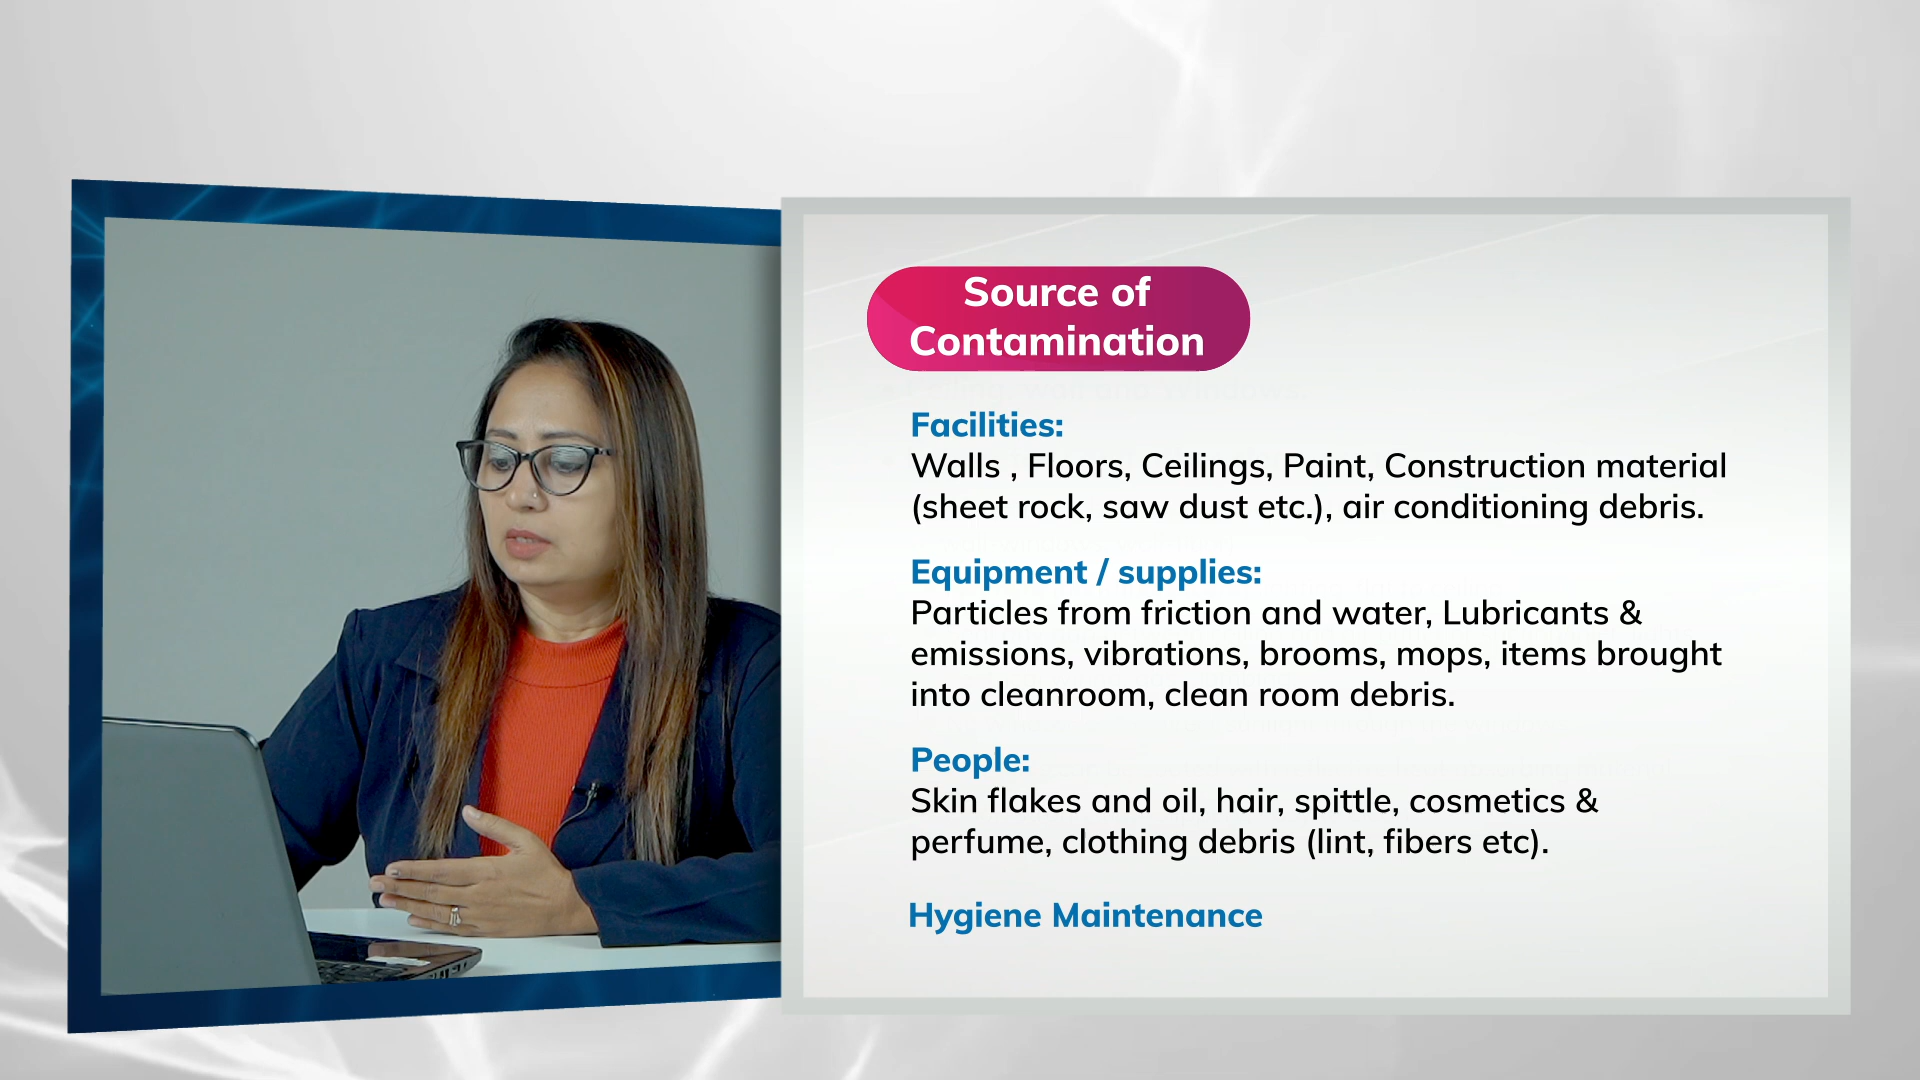 Source of
Contamination
Facilities:
Walls , Floors, Ceilings, Paint, Construction material
(sheet rock, saw dust etc.), air conditioning debris.
Equipment / supplies:
Particles from friction and water, Lubricants &
emissions, vibrations, brooms, mops, items brought
into cleanroom, clean room debris.
People:
Skin flakes and oil, hair, spittle, cosmetics &
perfume, clothing debris (lint, fibers etc).
Hygiene Maintenance